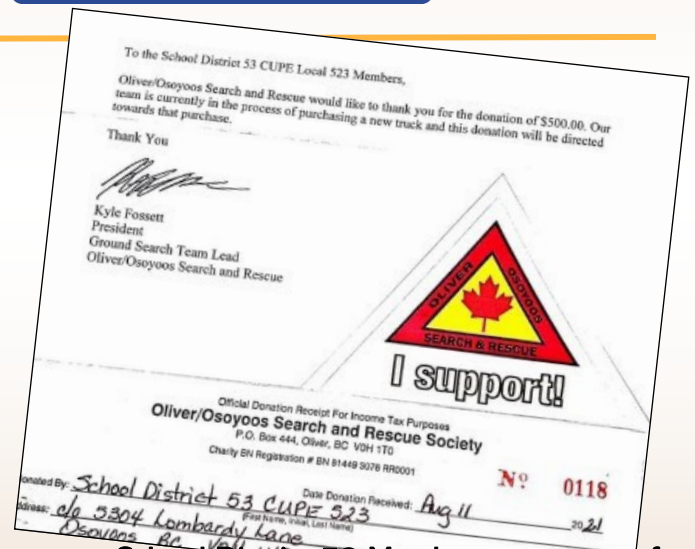 To the School District 53 CUPE Local 523 Members,
Oliver/Osoyoos Search and Rescue would like to thank you for the donation of $500.00. Our
team is currently in the process of purchasing a new truck and this donation will be directed
towards that purchase.
Thank You
Kyle Fossett
President
Ground Search Team Lead
Oliver/Osoyoos Search and Rescue
OLIVER OSOYOOS
SEARCH & RESCUE
I support!
Official Donation Receipt For Income Tax Purposes
Oliver/Osoyoos Search and Rescue Society
P.O. Box 444, Oliver, BC V0H 1T0
Charity BN Registration # BN 81449 3076 RR0001
Nº 0118
onated By: School District 53 CUPE 523 Date Donation Received: Aug 11 2021
(First Name, Initial, Last Name)
ddress: c/o 5304 Lombardy Lane
Osoyoos BC